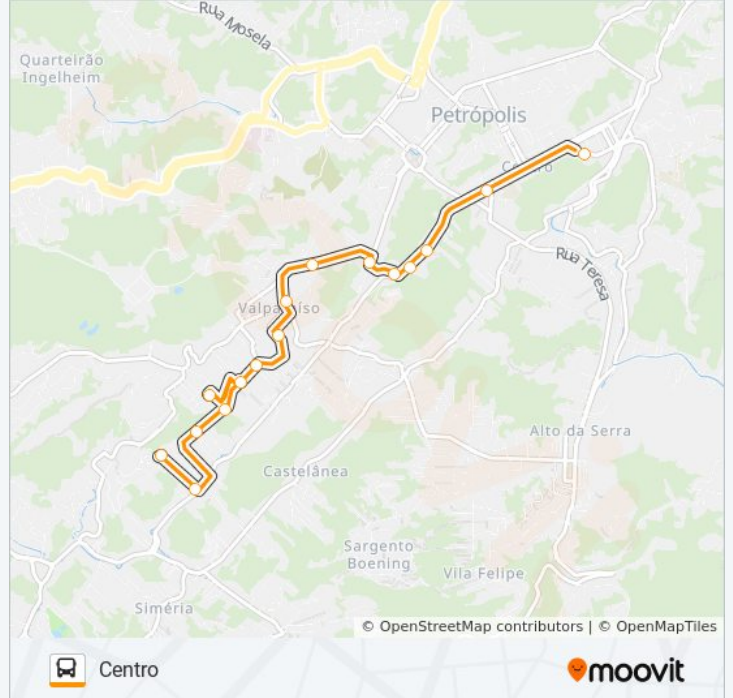 Rua Mosela
Quarteirão
Ingelheim
Petrópolis
Centro
Rua Teresa
Valparaíso
Alto da Serra
Castelânea
Sargento
Boening
Vila Felipe
Siméria
© OpenStreetMap contributors | © OpenMapTiles
Centro
moovit